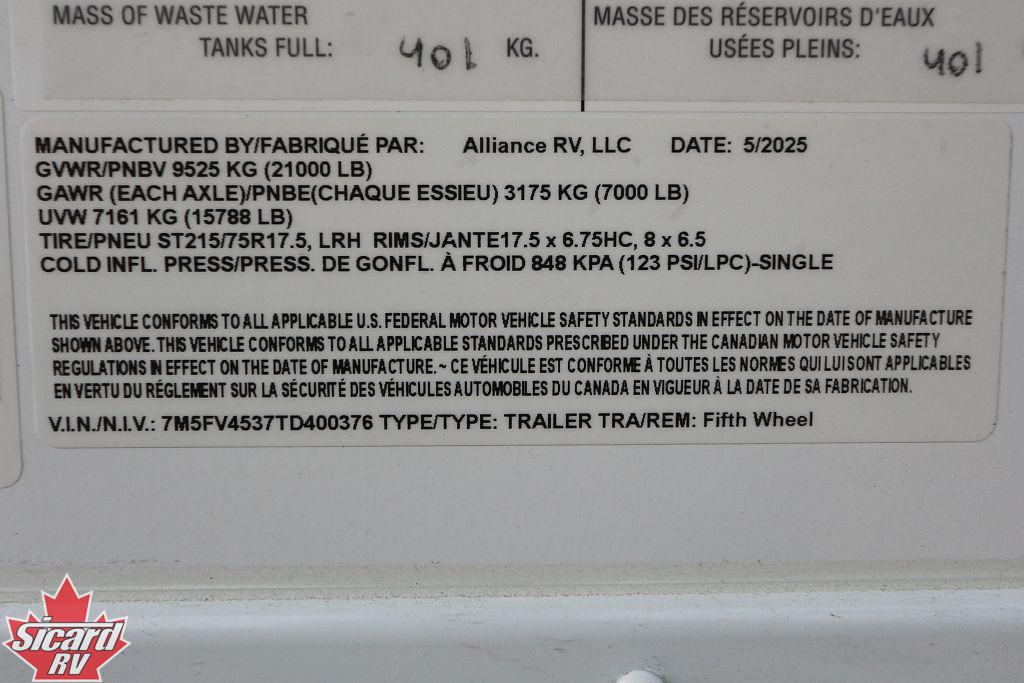 MASS OF WASTE WATER
TANKS FULL: 401 KG.
MASSE DES RÉSERVOIRS D'EAUX
USÉES PLEINS: 401
MANUFACTURED BY/FABRIQUÉ PAR: Alliance RV, LLC DATE: 5/2025
GVWR/PNBV 9525 KG (21000 LB)
GAWR (EACH AXLE)/PNBE(CHAQUE ESSIEU) 3175 KG (7000 LB)
UVW 7161 KG (15788 LB)
TIRE/PNEU ST215/75R17.5, LRH RIMS/JANTE17.5 x 6.75HC, 8 x 6.5
COLD INFL. PRESS/PRESS. DE GONFL. À FROID 848 KPA (123 PSI/LPC)-SINGLE
THIS VEHICLE CONFORMS TO ALL APPLICABLE U.S. FEDERAL MOTOR VEHICLE SAFETY STANDARDS IN EFFECT ON THE DATE OF MANUFACTURE
SHOWN ABOVE. THIS VEHICLE CONFORMS TO ALL APPLICABLE STANDARDS PRESCRIBED UNDER THE CANADIAN MOTOR VEHICLE SAFETY
REGULATIONS IN EFFECT ON THE DATE OF MANUFACTURE. ~ CE VÉHICULE EST CONFORME À TOUTES LES NORMES QUI LUI SONT APPLICABLES
EN VERTU DU RÉGLEMENT SUR LA SÉCURITÉ DES VÉHICULES AUTOMOBILES DU CANADA EN VIGUEUR À LA DATE DE SA FABRICATION.
V.I.N./N.I.V.: 7M5FV4537TD400376 TYPE/TYPE: TRAILER TRA/REM: Fifth Wheel
Sicard
RV